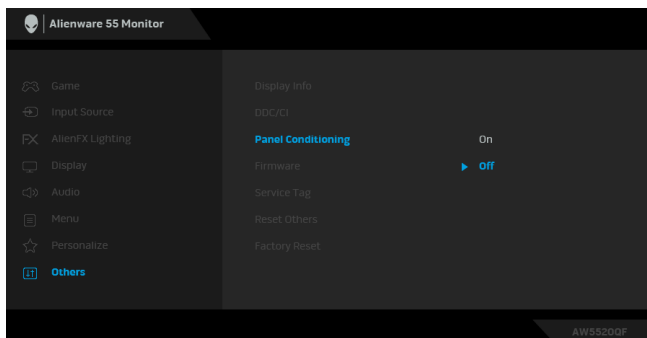 Alienware 55 Monitor
Game
Display Info
Input Source
DDC/CI
FX AlienFX Lighting
Panel Conditioning On
Display
Firmware Off
Audio
Service Tag
Menu
Reset Others
Personalize
Factory Reset
Others
AW5520QF